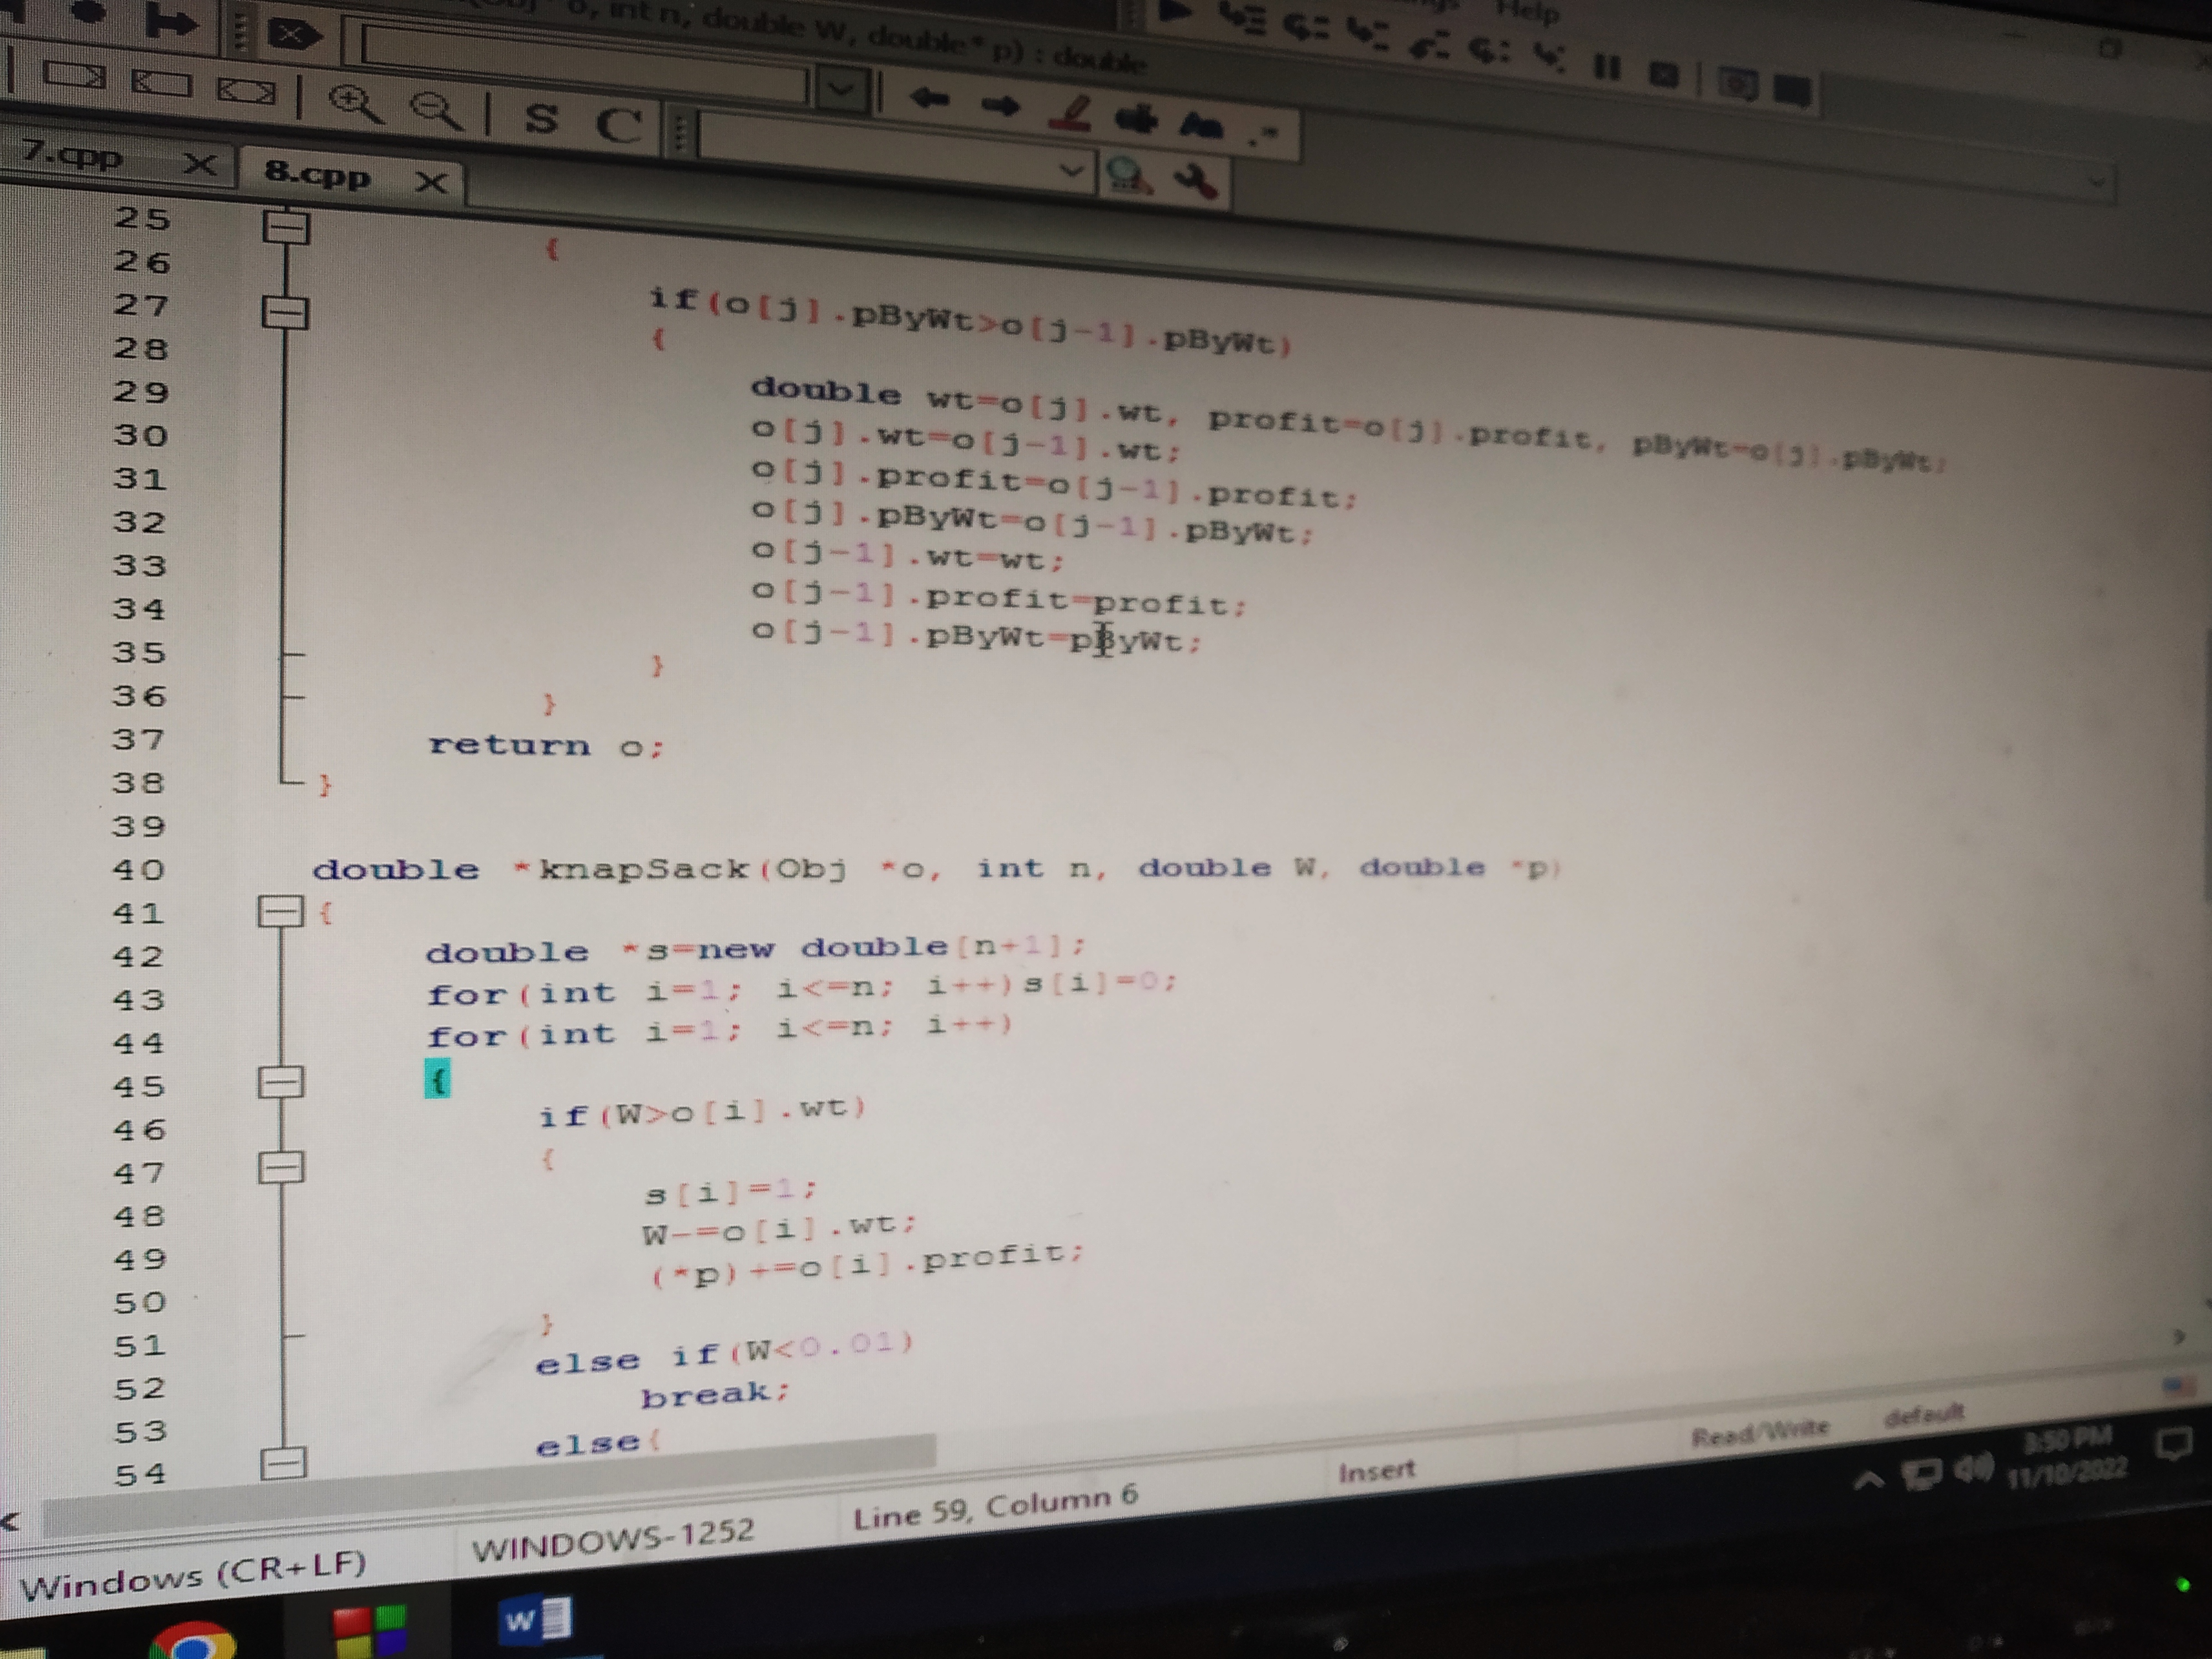 Help
o, int n, double W, double* p) : double
S C
7.cpp 8.cpp
25
26 {
27 if(o[j].pByWt>o[j-1].pByWt)
28 {
29 double wt=o[j].wt, profit=o[j].profit, pByWt=o[j].pByWt;
30 o[j].wt=o[j-1].wt;
31 o[j].profit=o[j-1].profit;
32 o[j].pByWt=o[j-1].pByWt;
33 o[j-1].wt=wt;
34 o[j-1].profit=profit;
35 o[j-1].pByWt=pByWt;
}
36 }
37 return o;
38 }
39
40 double *knapSack(Obj *o, int n, double W, double *p)
41 {
42 double *s=new double[n+1];
43 for(int i=1; i<=n; i++)s[i]=0;
44 for(int i=1; i<=n; i++)
45 {
46 if(W>o[i].wt)
47 {
48 s[i]=1;
49 W-=o[i].wt;
50 (*p)+=o[i].profit;
51 }
52 else if(W<0.01)
53 break;
54 else{
Windows (CR+LF) WINDOWS-1252 Line 59, Column 6 Insert Read/Write default
3:50 PM
11/10/2022
W